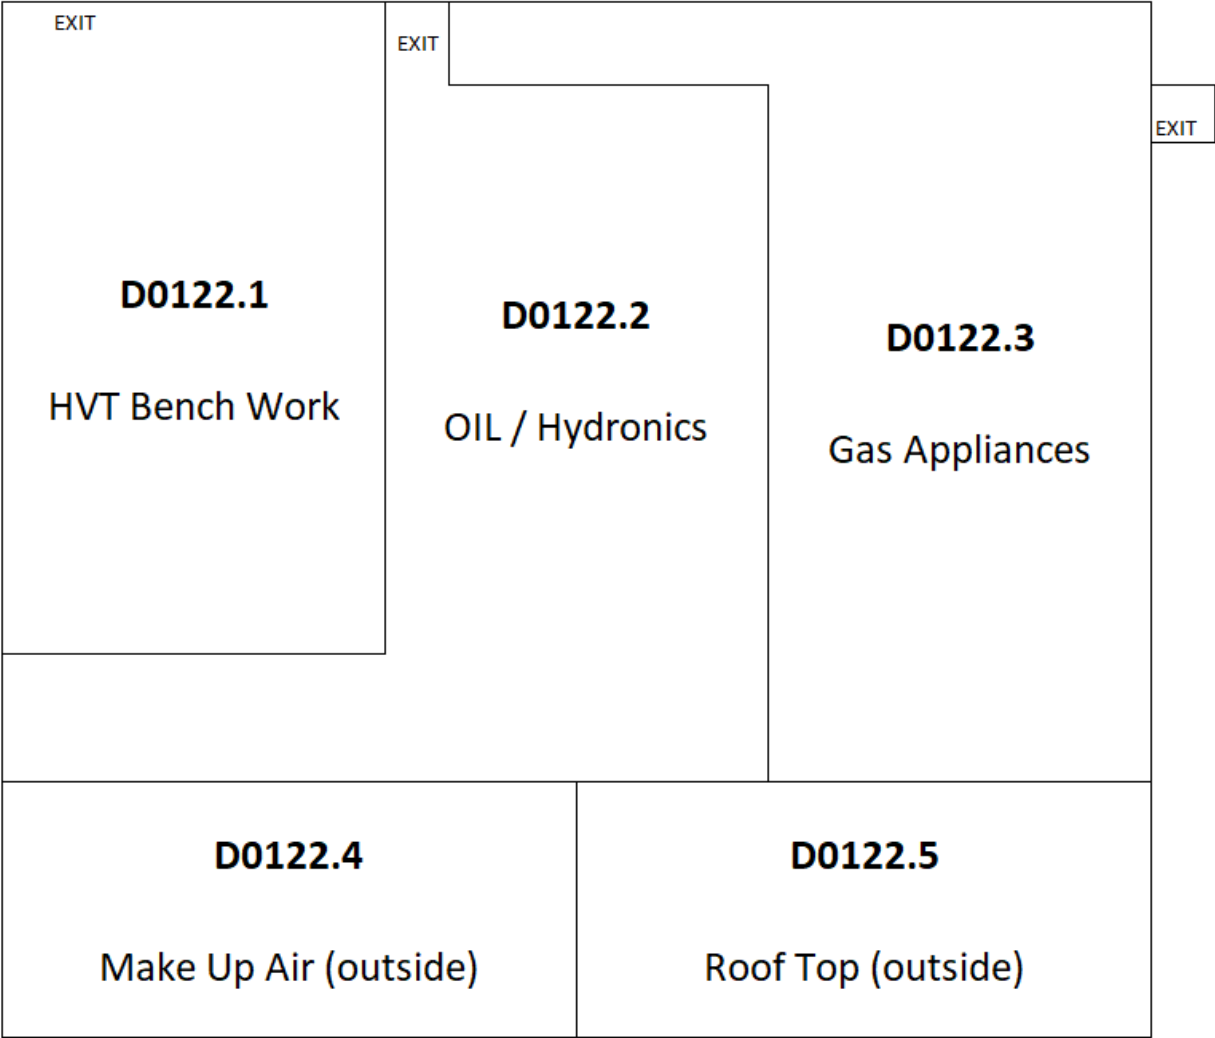 EXIT
EXIT
EXIT
D0122.1
HVT Bench Work
D0122.2
OIL / Hydronics
D0122.3
Gas Appliances
D0122.4
Make Up Air (outside)
D0122.5
Roof Top (outside)